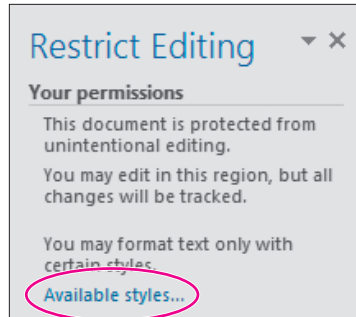 Restrict Editing
Your permissions
This document is protected from
unintentional editing.
You may edit in this region, but all
changes will be tracked.
You may format text only with
certain styles.
Available styles...